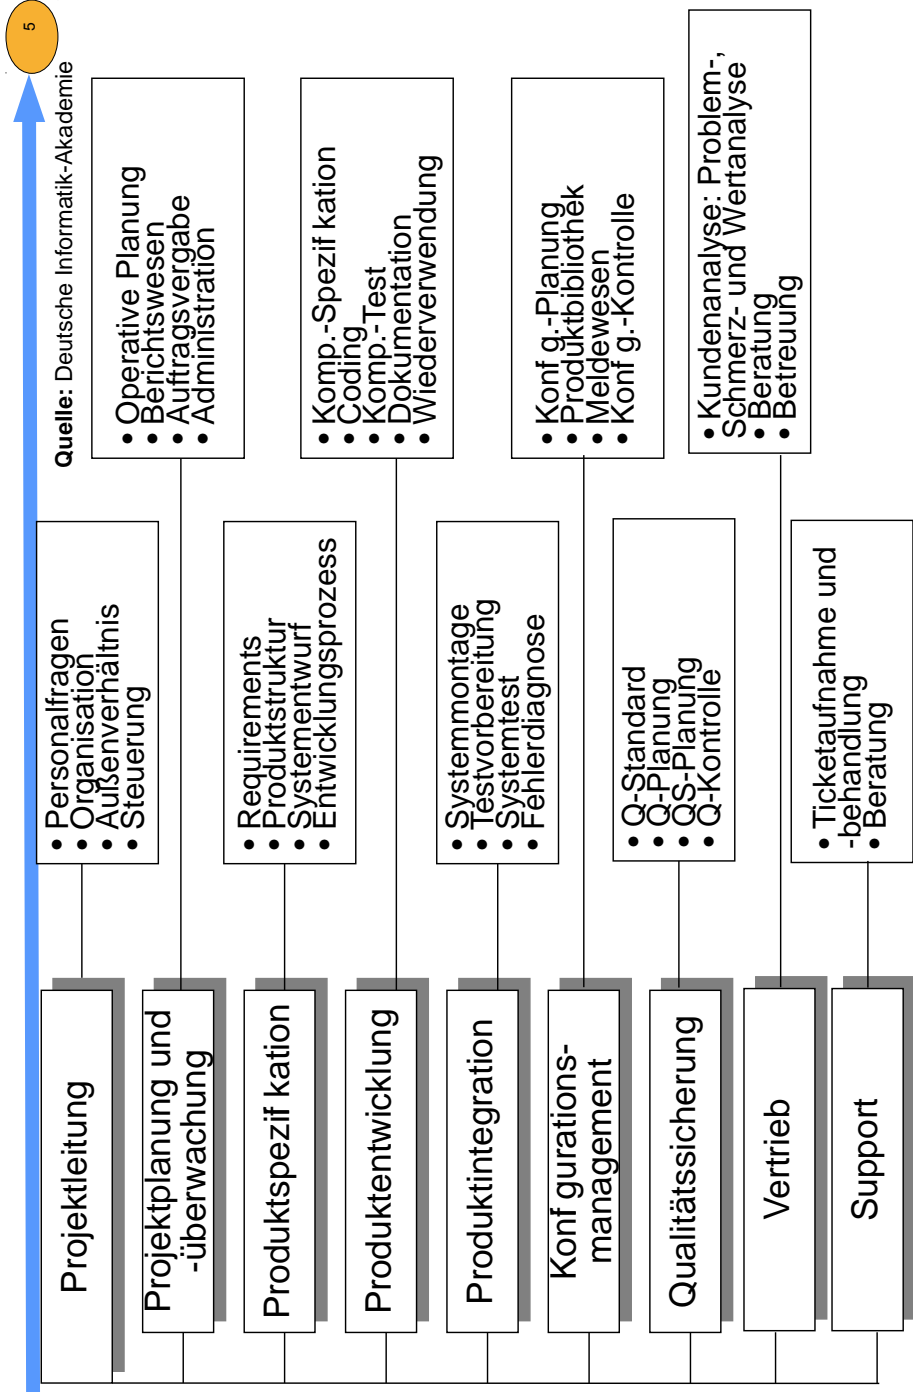 5
Quelle: Deutsche Informatik-Akademie
Projektleitung
• Personalfragen
• Organisation
• Außenverhältnis
• Steuerung
Projektplanung und
-überwachung
• Operative Planung
• Berichtswesen
• Auftragsvergabe
• Administration
Produktspezif kation
• Requirements
• Produktstruktur
• Systementwurf
• Entwicklungsprozess
Produktentwicklung
• Komp.-Spezif kation
• Coding
• Komp.-Test
• Dokumentation
• Wiederverwendung
Produktintegration
• Systemmontage
• Testvorbereitung
• Systemtest
• Fehlerdiagnose
Konf gurations-
management
• Konf g.-Planung
• Produktbibliothek
• Meldewesen
• Konf g.-Kontrolle
Qualitätssicherung
• Q-Standard
• Q-Planung
• QS-Planung
• Q-Kontrolle
Vertrieb
• Kundenanalyse: Problem-,
Schmerz- und Wertanalyse
• Beratung
• Betreuung
Support
• Ticketaufnahme und
-behandlung
• Beratung